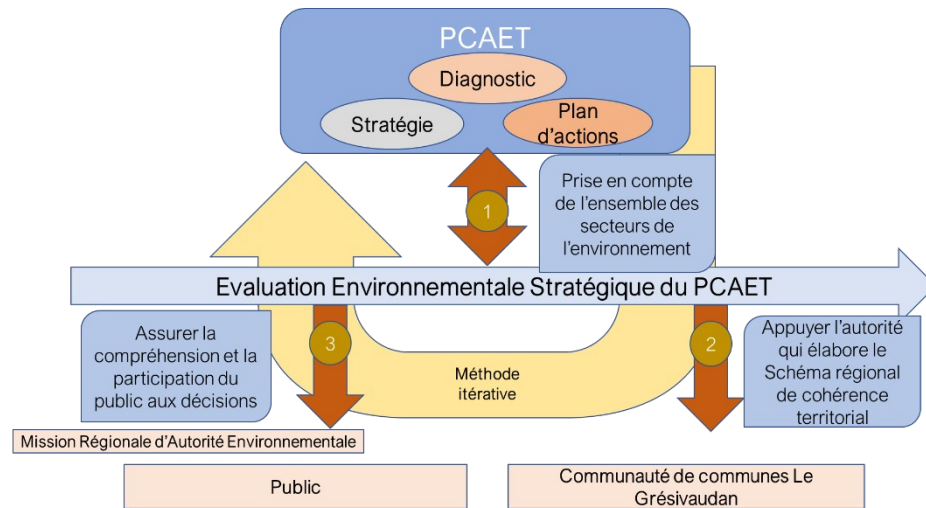 PCAET
Diagnostic
Stratégie
Plan
d'actions
1
Prise en compte
de l'ensemble des
secteurs de
l'environnement
Evaluation Environnementale Stratégique du PCAET
Assurer la
compréhension et la
participation du
public aux décisions
3
Méthode
itérative
2
Appuyer l'autorité
qui élabore le
Schéma régional
de cohérence
territorial
Mission Régionale d'Autorité Environnementale
Public
Communauté de communes Le
Grésivaudan